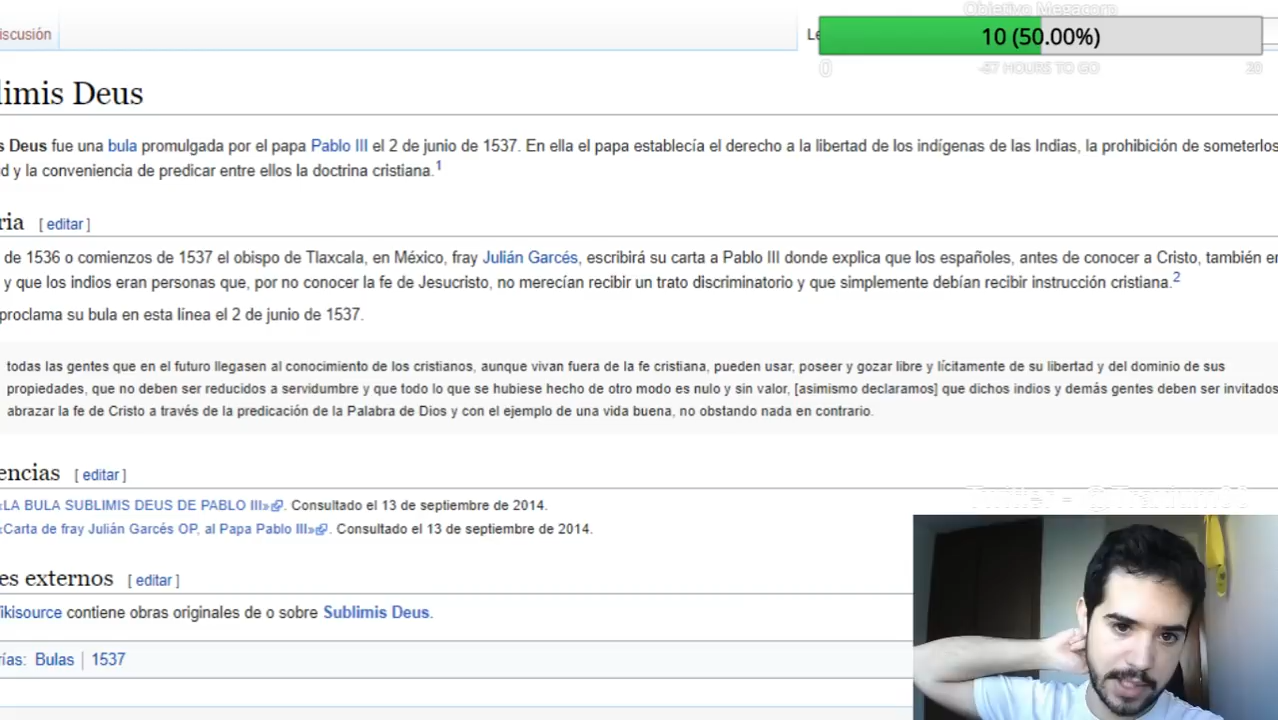 Objetivo Megacorp
iscusión
Le
10 (50.00%)
0
-67 HOURS TO GO
20
limis Deus
s Deus fue una bula promulgada por el papa Pablo III el 2 de junio de 1537. En ella el papa establecía el derecho a la libertad de los indígenas de las Indias, la prohibición de someterlos
d y la conveniencia de predicar entre ellos la doctrina cristiana.1
ria [ editar ]
de 1536 o comienzos de 1537 el obispo de Tlaxcala, en México, fray Julián Garcés, escribirá su carta a Pablo III donde explica que los españoles, antes de conocer a Cristo, también er
y que los indios eran personas que, por no conocer la fe de Jesucristo, no merecían recibir un trato discriminatorio y que simplemente debían recibir instrucción cristiana.2
proclama su bula en esta línea el 2 de junio de 1537.
todas las gentes que en el futuro llegasen al conocimiento de los cristianos, aunque vivan fuera de la fe cristiana, pueden usar, poseer y gozar libre y lícitamente de su libertad y del dominio de sus
propiedades, que no deben ser reducidos a servidumbre y que todo lo que se hubiese hecho de otro modo es nulo y sin valor, [asimismo declaramos] que dichos indios y demás gentes deben ser invitados
abrazar la fe de Cristo a través de la predicación de la Palabra de Dios y con el ejemplo de una vida buena, no obstando nada en contrario.
encias [ editar ]
«LA BULA SUBLIMIS DEUS DE PABLO III». Consultado el 13 de septiembre de 2014.
«Carta de fray Julián Garcés OP, al Papa Pablo III». Consultado el 13 de septiembre de 2014.
es externos [ editar ]
ikisource contiene obras originales de o sobre Sublimis Deus.
rías: Bulas | 1537
Twitter -